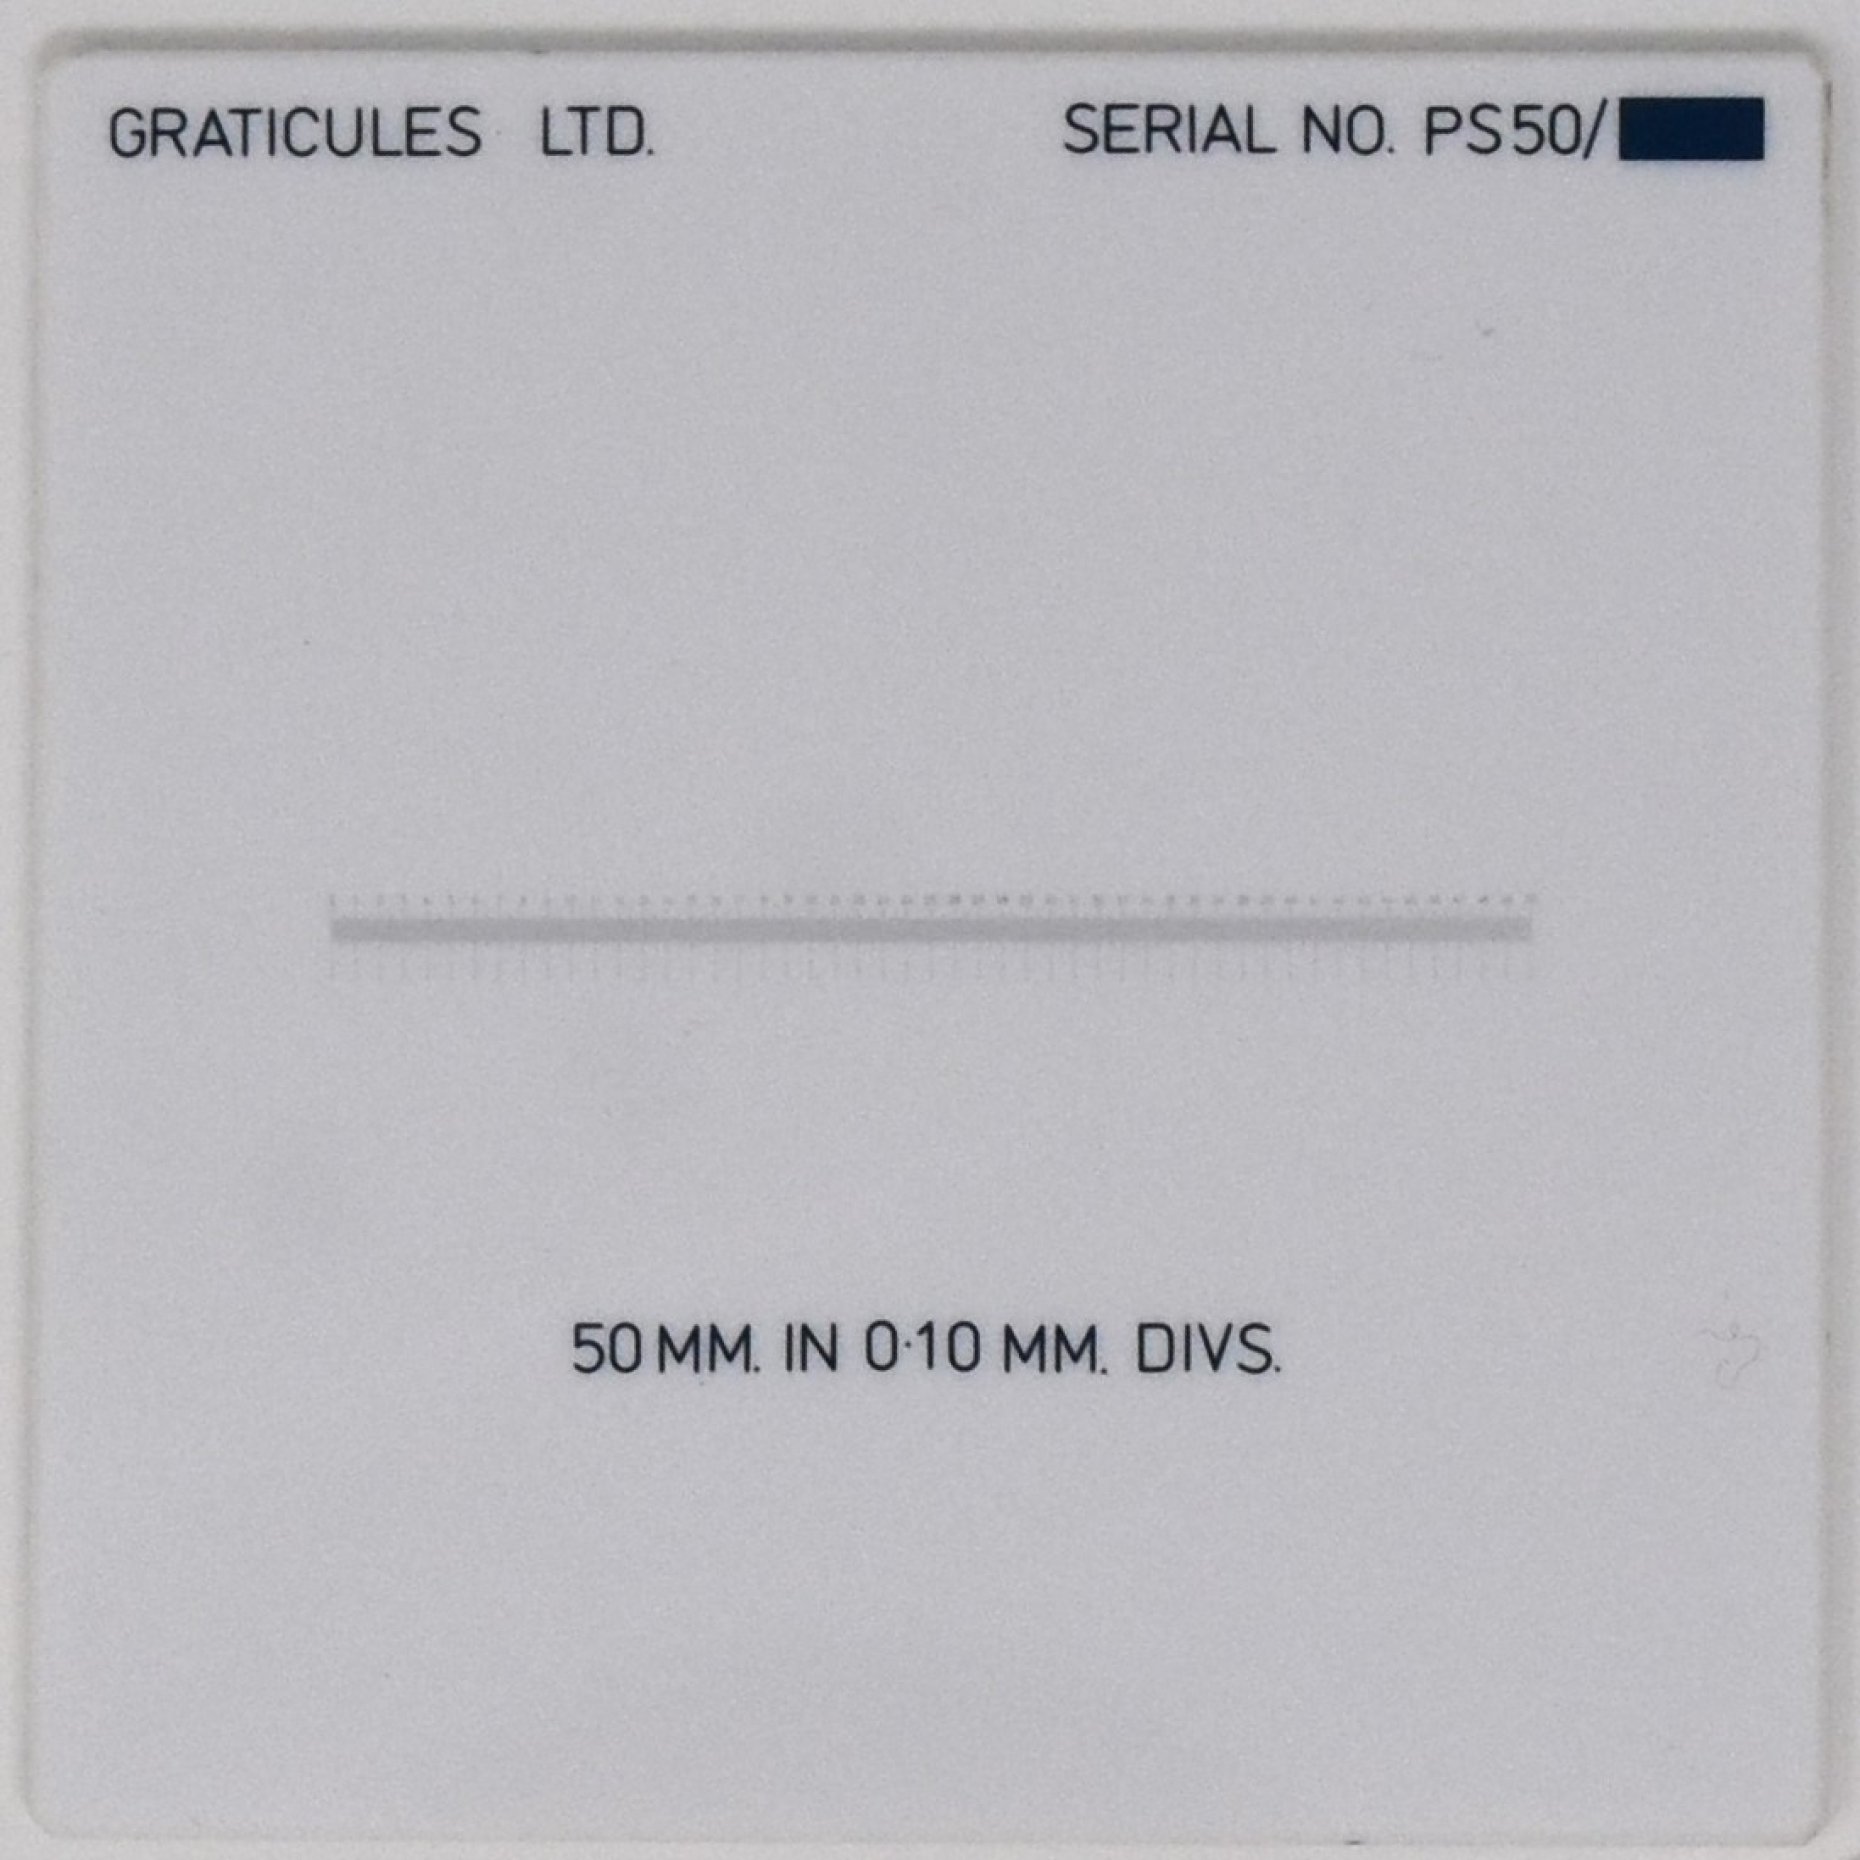 GRATICULES LTD. SERIAL NO. PS50/
50 MM. IN 0·10 MM. DIVS.